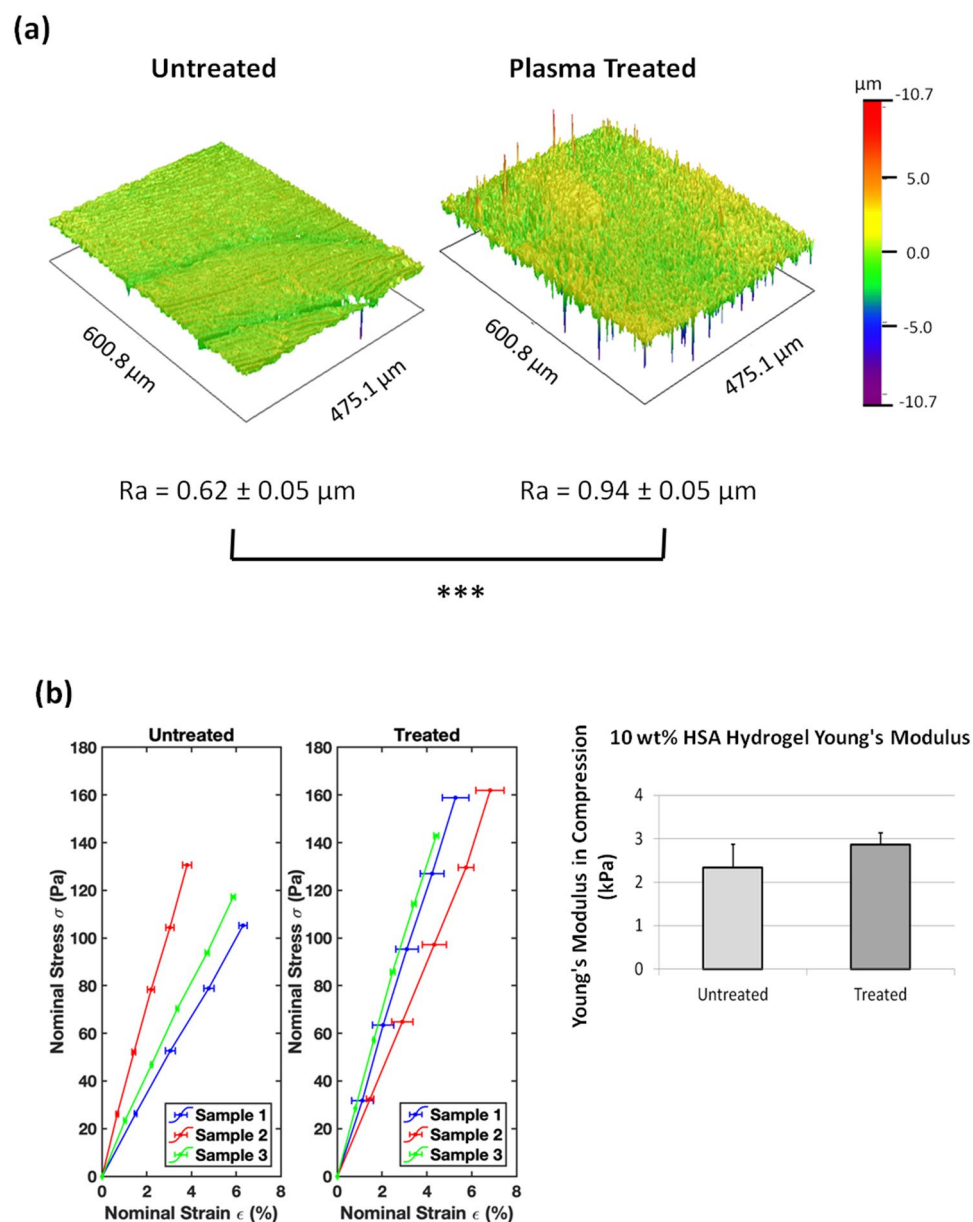 (a)
Untreated
Plasma Treated
µm
-10.7
5.0
0.0
-5.0
-10.7
600.8 µm
475.1 µm
600.8 µm
475.1 µm
Ra = 0.62 ± 0.05 µm
Ra = 0.94 ± 0.05 µm
***
(b)
Untreated
Nominal Stress σ (Pa)
180
160
140
120
100
80
60
40
20
0
0 2 4 6 8
Nominal Strain ϵ (%)
Sample 1
Sample 2
Sample 3
Treated
Nominal Stress σ (Pa)
180
160
140
120
100
80
60
40
20
0
0 2 4 6 8
Nominal Strain ϵ (%)
Sample 1
Sample 2
Sample 3
10 wt% HSA Hydrogel Young's Modulus
Young's Modulus in Compression
(kPa)
4
3
2
1
0
Untreated
Treated